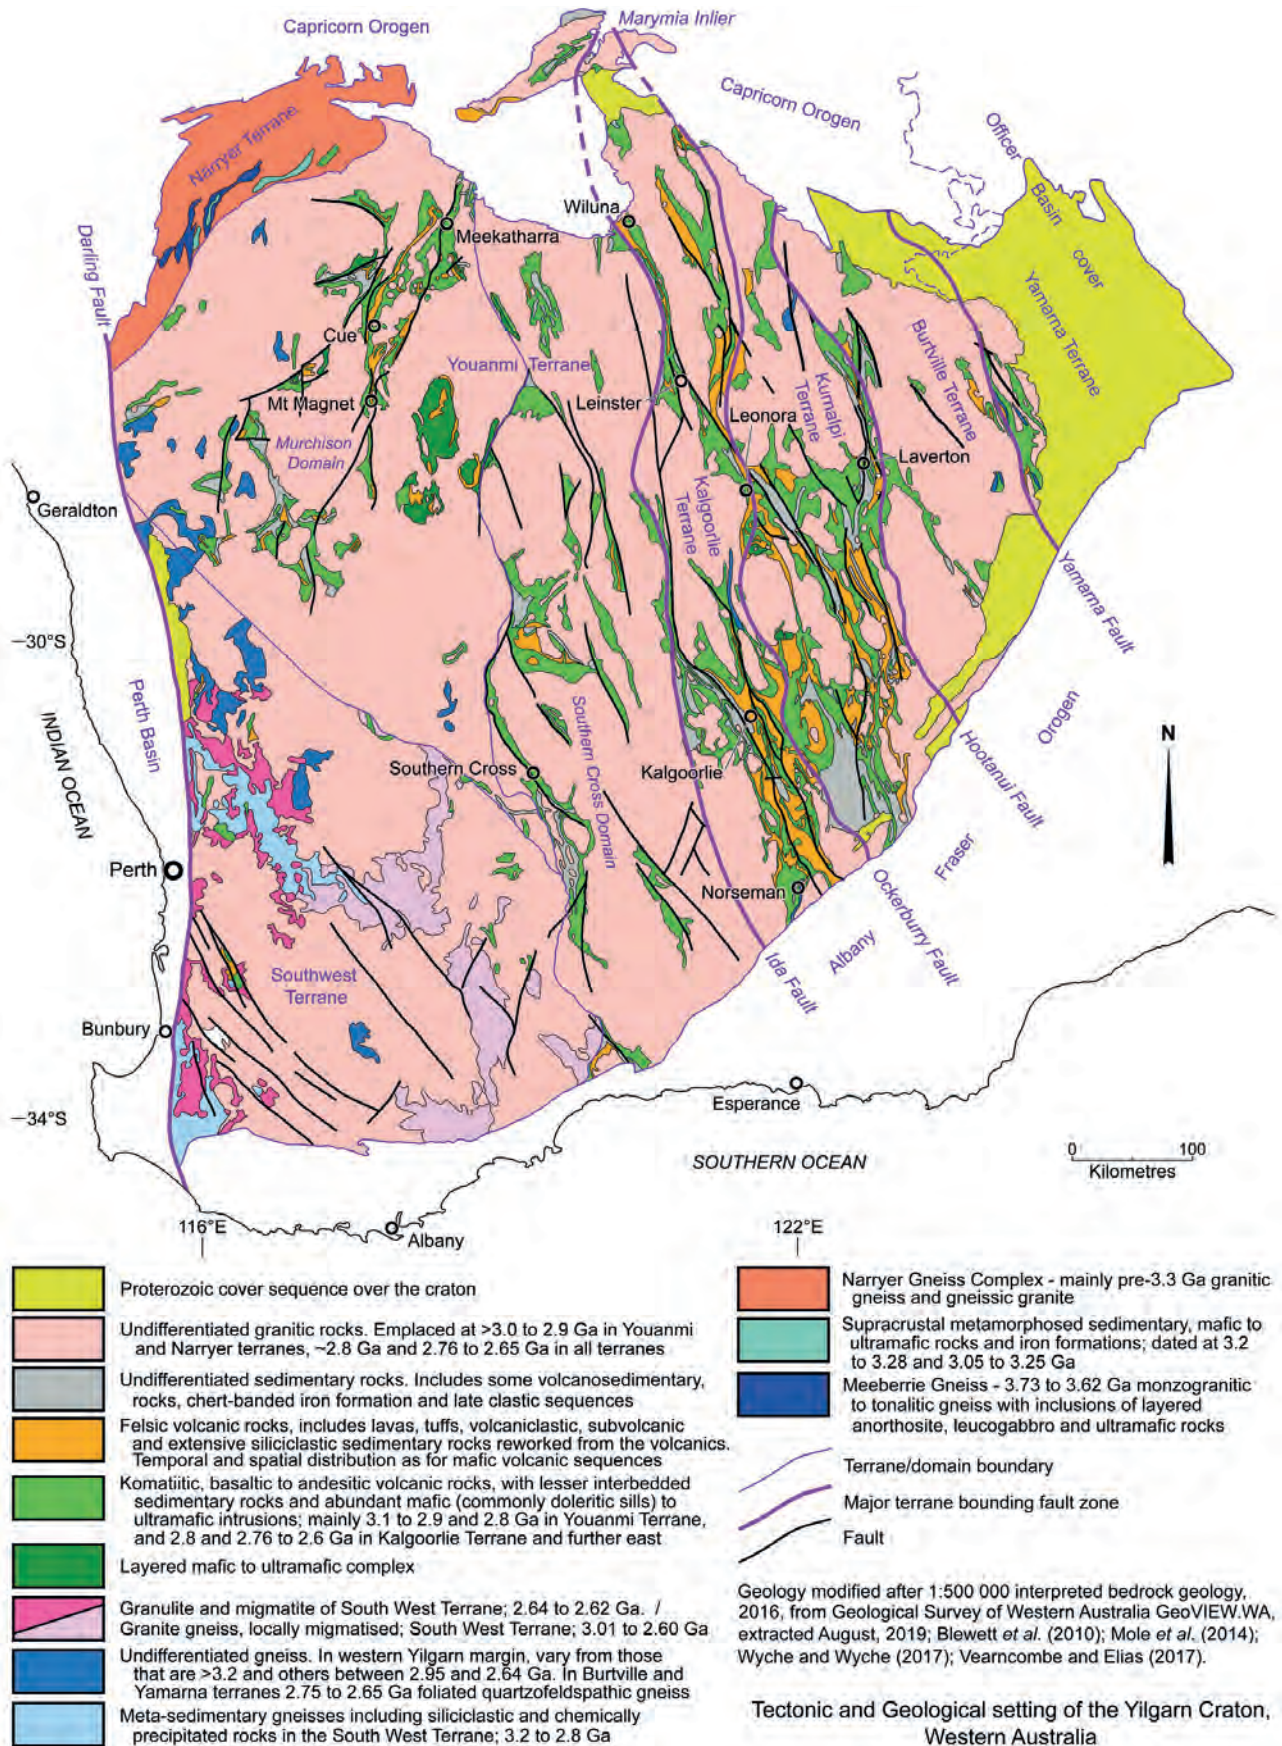 Capricorn Orogen
Marymia Inlier
Capricorn Orogen
Officer
Basin
cover
Narryer Terrane
Darling Fault
Wiluna
Meekatharra
Yamarna Terrane
Burtville Terrane
Cue
Youanmi Terrane
Kurnalpi
Terrane
Mt Magnet
Leinster
Leonora
Murchison
Domain
Laverton
Kalgoorlie
Terrane
Geraldton
Yamarna Fault
–30°S
Perth Basin
INDIAN OCEAN
Southern Cross Domain
Orogen
N
Hootanui Fault
Southern Cross
Kalgoorlie
Fraser
Perth
Norseman
Ockerburry Fault
Albany
Ida Fault
Southwest
Terrane
Bunbury
Esperance
–34°S
SOUTHERN OCEAN
0 100
Kilometres
116°E
122°E
Albany
Proterozoic cover sequence over the craton
Undifferentiated granitic rocks. Emplaced at >3.0 to 2.9 Ga in Youanmi
and Narryer terranes, ~2.8 Ga and 2.76 to 2.65 Ga in all terranes
Undifferentiated sedimentary rocks. Includes some volcanosedimentary,
rocks, chert-banded iron formation and late clastic sequences
Felsic volcanic rocks, includes lavas, tuffs, volcaniclastic, subvolcanic
and extensive siliciclastic sedimentary rocks reworked from the volcanics.
Temporal and spatial distribution as for mafic volcanic sequences
Komatiitic, basaltic to andesitic volcanic rocks, with lesser interbedded
sedimentary rocks and abundant mafic (commonly doleritic sills) to
ultramafic intrusions; mainly 3.1 to 2.9 and 2.8 Ga in Youanmi Terrane,
and 2.8 and 2.76 to 2.6 Ga in Kalgoorlie Terrane and further east
Layered mafic to ultramafic complex
Granulite and migmatite of South West Terrane; 2.64 to 2.62 Ga. /
Granite gneiss, locally migmatised; South West Terrane; 3.01 to 2.60 Ga
Undifferentiated gneiss. In western Yilgarn margin, vary from those
that are >3.2 and others between 2.95 and 2.64 Ga. In Burtville and
Yamarna terranes 2.75 to 2.65 Ga foliated quartzofeldspathic gneiss
Meta-sedimentary gneisses including siliciclastic and chemically
precipitated rocks in the South West Terrane; 3.2 to 2.8 Ga
Narryer Gneiss Complex - mainly pre-3.3 Ga granitic
gneiss and gneissic granite
Supracrustal metamorphosed sedimentary, mafic to
ultramafic rocks and iron formations; dated at 3.2
to 3.28 and 3.05 to 3.25 Ga
Meeberrie Gneiss - 3.73 to 3.62 Ga monzogranitic
to tonalitic gneiss with inclusions of layered
anorthosite, leucogabbro and ultramafic rocks
Terrane/domain boundary
Major terrane bounding fault zone
Fault
Geology modified after 1:500 000 interpreted bedrock geology,
2016, from Geological Survey of Western Australia GeoVIEW.WA,
extracted August, 2019; Blewett et al. (2010); Mole et al. (2014);
Wyche and Wyche (2017); Vearncombe and Elias (2017).
Tectonic and Geological setting of the Yilgarn Craton,
Western Australia